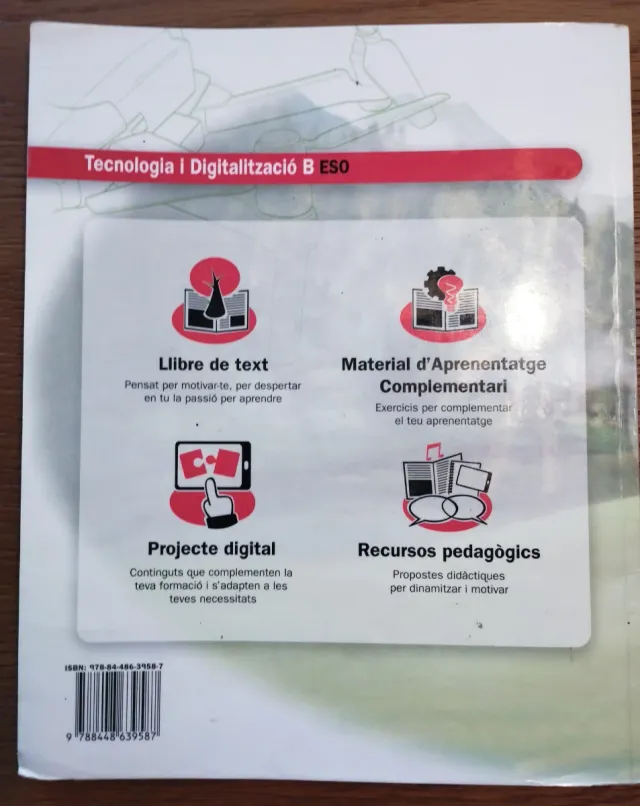 Tecnologia i Digitalització B ESO
Llibre de text
Pensat per motivar-te, per despertar
en tu la passió per aprendre
Material d'Aprenentatge
Complementari
Exercicis per complementar
el teu aprenentatge
Projecte digital
Continguts que complementen la
teva formació i s'adapten a les
teves necessitats
Recursos pedagògics
Propostes didàctiques
per dinamitzar i motivar
ISBN: 978-84-486-3958-7
9 788448 639587